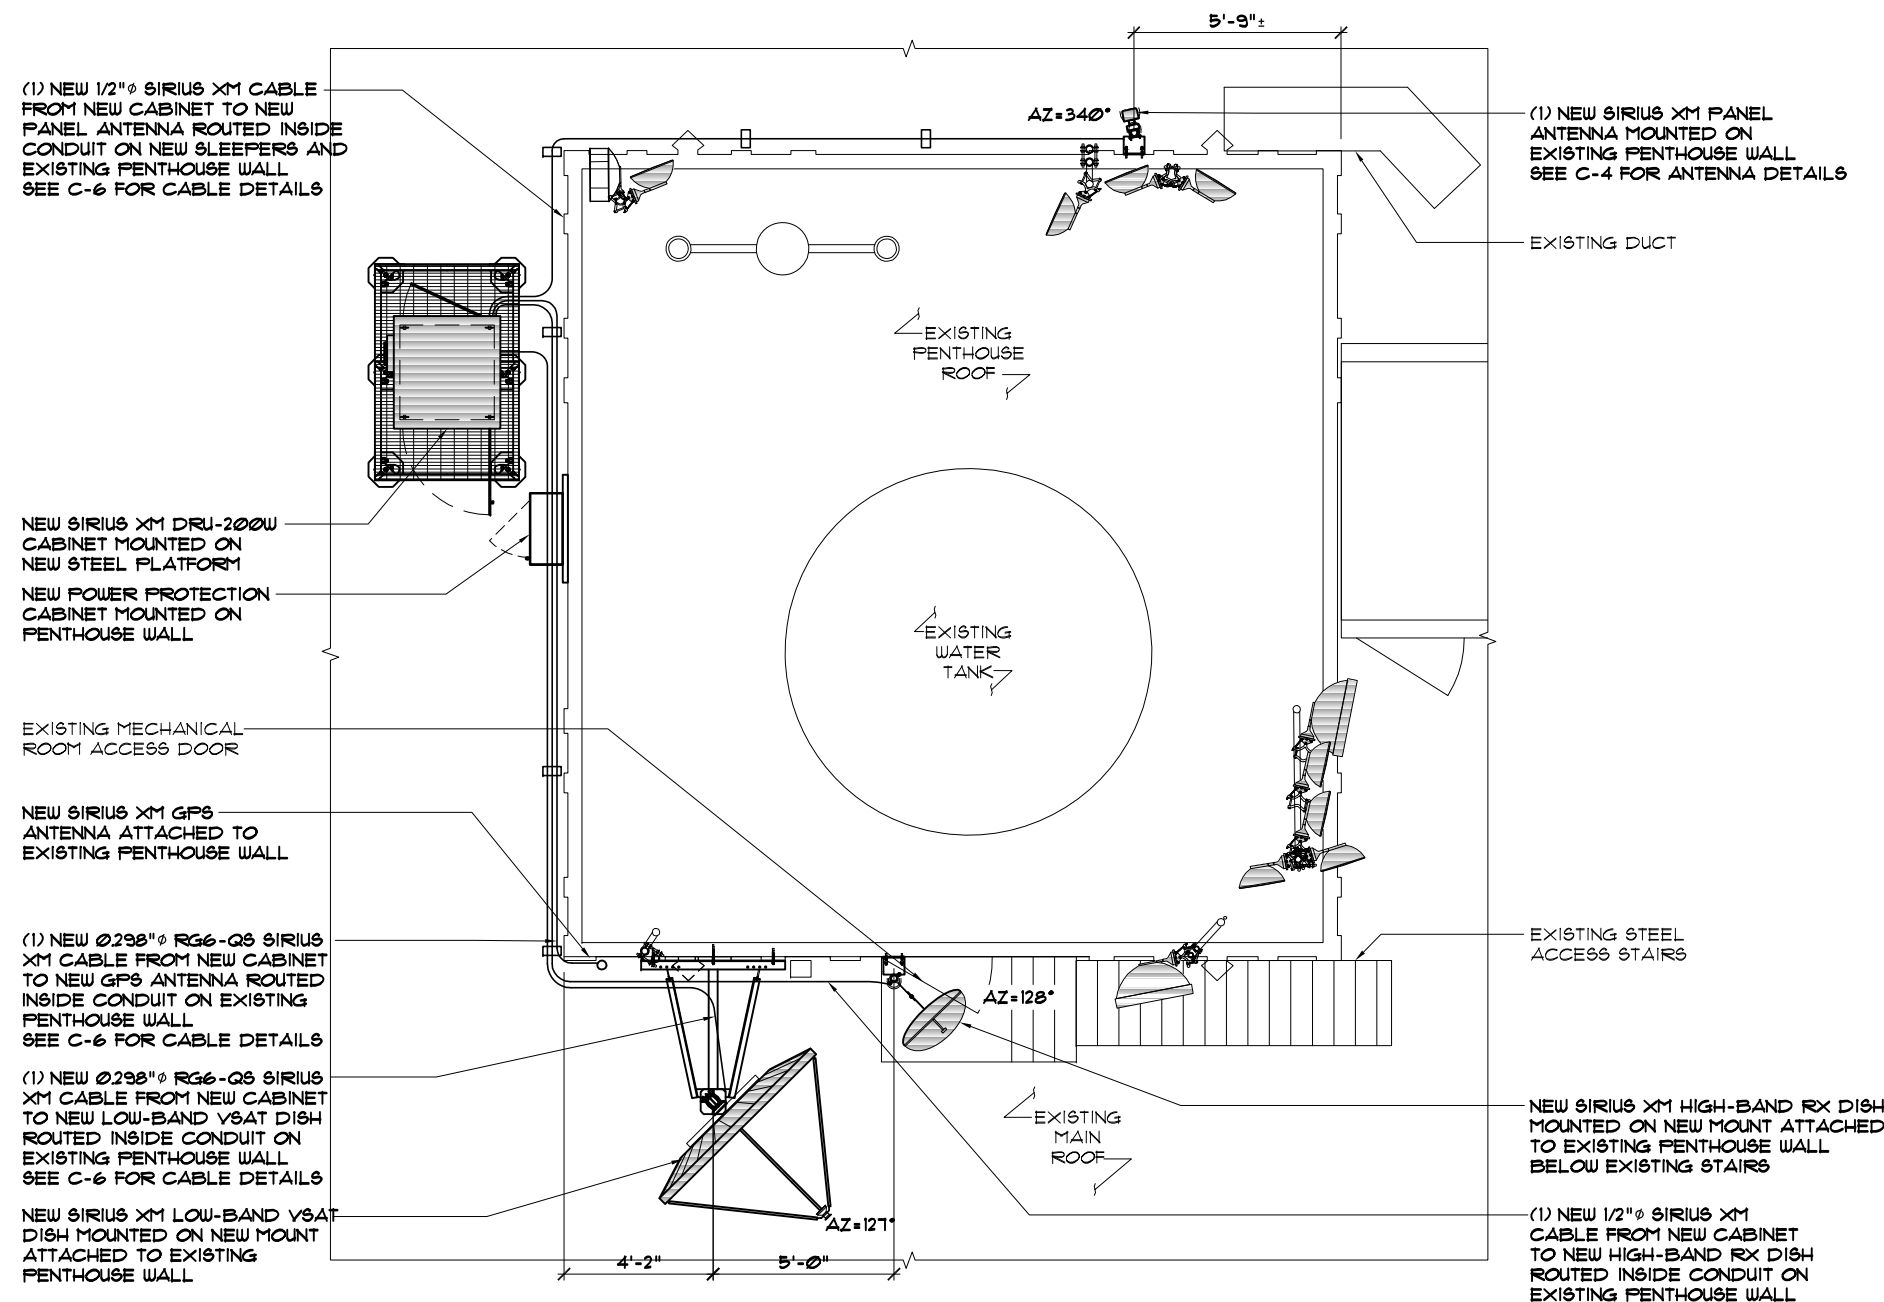 5'-9"±
(1) NEW 1/2"ø SIRIUS XM CABLE
FROM NEW CABINET TO NEW
PANEL ANTENNA ROUTED INSIDE
CONDUIT ON NEW SLEEPERS AND
EXISTING PENTHOUSE WALL
SEE C-6 FOR CABLE DETAILS
AZ=340°
(1) NEW SIRIUS XM PANEL
ANTENNA MOUNTED ON
EXISTING PENTHOUSE WALL
SEE C-4 FOR ANTENNA DETAILS
EXISTING DUCT
EXISTING
PENTHOUSE
ROOF
NEW SIRIUS XM DRU-200W
CABINET MOUNTED ON
NEW STEEL PLATFORM
NEW POWER PROTECTION
CABINET MOUNTED ON
PENTHOUSE WALL
EXISTING
WATER
TANK
EXISTING MECHANICAL
ROOM ACCESS DOOR
NEW SIRIUS XM GPS
ANTENNA ATTACHED TO
EXISTING PENTHOUSE WALL
(1) NEW 0.298"ø RG6-QS SIRIUS
XM CABLE FROM NEW CABINET
TO NEW GPS ANTENNA ROUTED
INSIDE CONDUIT ON EXISTING
PENTHOUSE WALL
SEE C-6 FOR CABLE DETAILS
EXISTING STEEL
ACCESS STAIRS
AZ=128°
(1) NEW 0.298"ø RG6-QS SIRIUS
XM CABLE FROM NEW CABINET
TO NEW LOW-BAND VSAT DISH
ROUTED INSIDE CONDUIT ON
EXISTING PENTHOUSE WALL
SEE C-6 FOR CABLE DETAILS
EXISTING
MAIN
ROOF
NEW SIRIUS XM HIGH-BAND RX DISH
MOUNTED ON NEW MOUNT ATTACHED
TO EXISTING PENTHOUSE WALL
BELOW EXISTING STAIRS
NEW SIRIUS XM LOW-BAND VSAT
DISH MOUNTED ON NEW MOUNT
ATTACHED TO EXISTING
PENTHOUSE WALL
AZ=127°
4'-2"
5'-0"
(1) NEW 1/2"ø SIRIUS XM
CABLE FROM NEW CABINET
TO NEW HIGH-BAND RX DISH
ROUTED INSIDE CONDUIT ON
EXISTING PENTHOUSE WALL